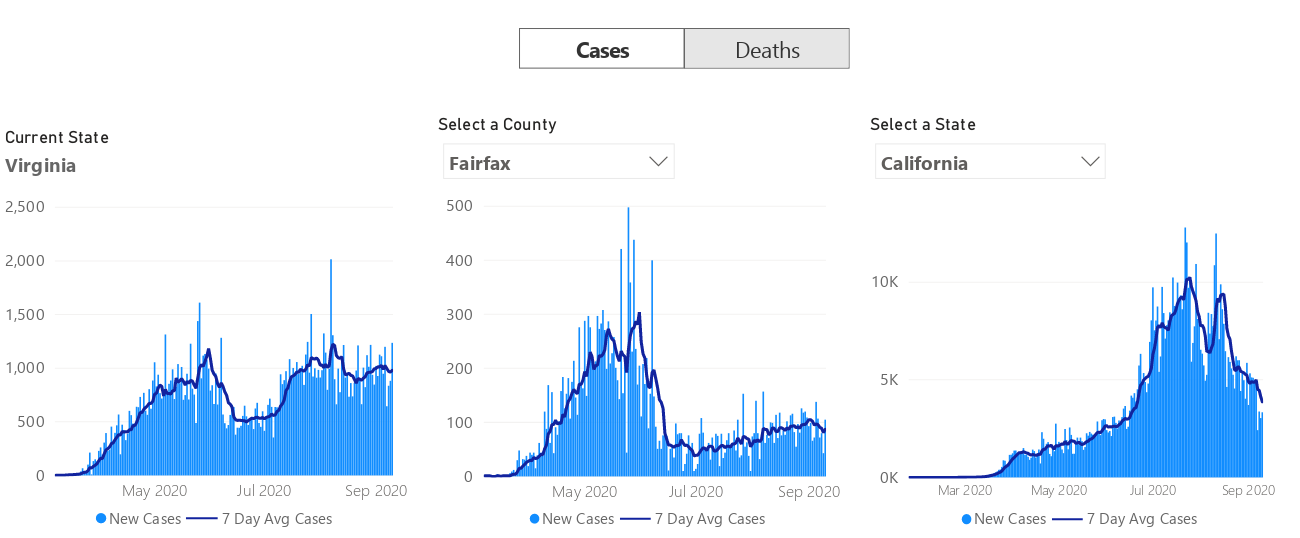 Cases Deaths
Current State
Virginia
Select a County
Fairfax
Select a State
California
2,500
2,000
1,500
1,000
500
0
May 2020 Jul 2020 Sep 2020
New Cases 7 Day Avg Cases
500
400
300
200
100
0
May 2020 Jul 2020 Sep 2020
New Cases 7 Day Avg Cases
10K
5K
0K
Mar 2020 May 2020 Jul 2020 Sep 2020
New Cases 7 Day Avg Cases